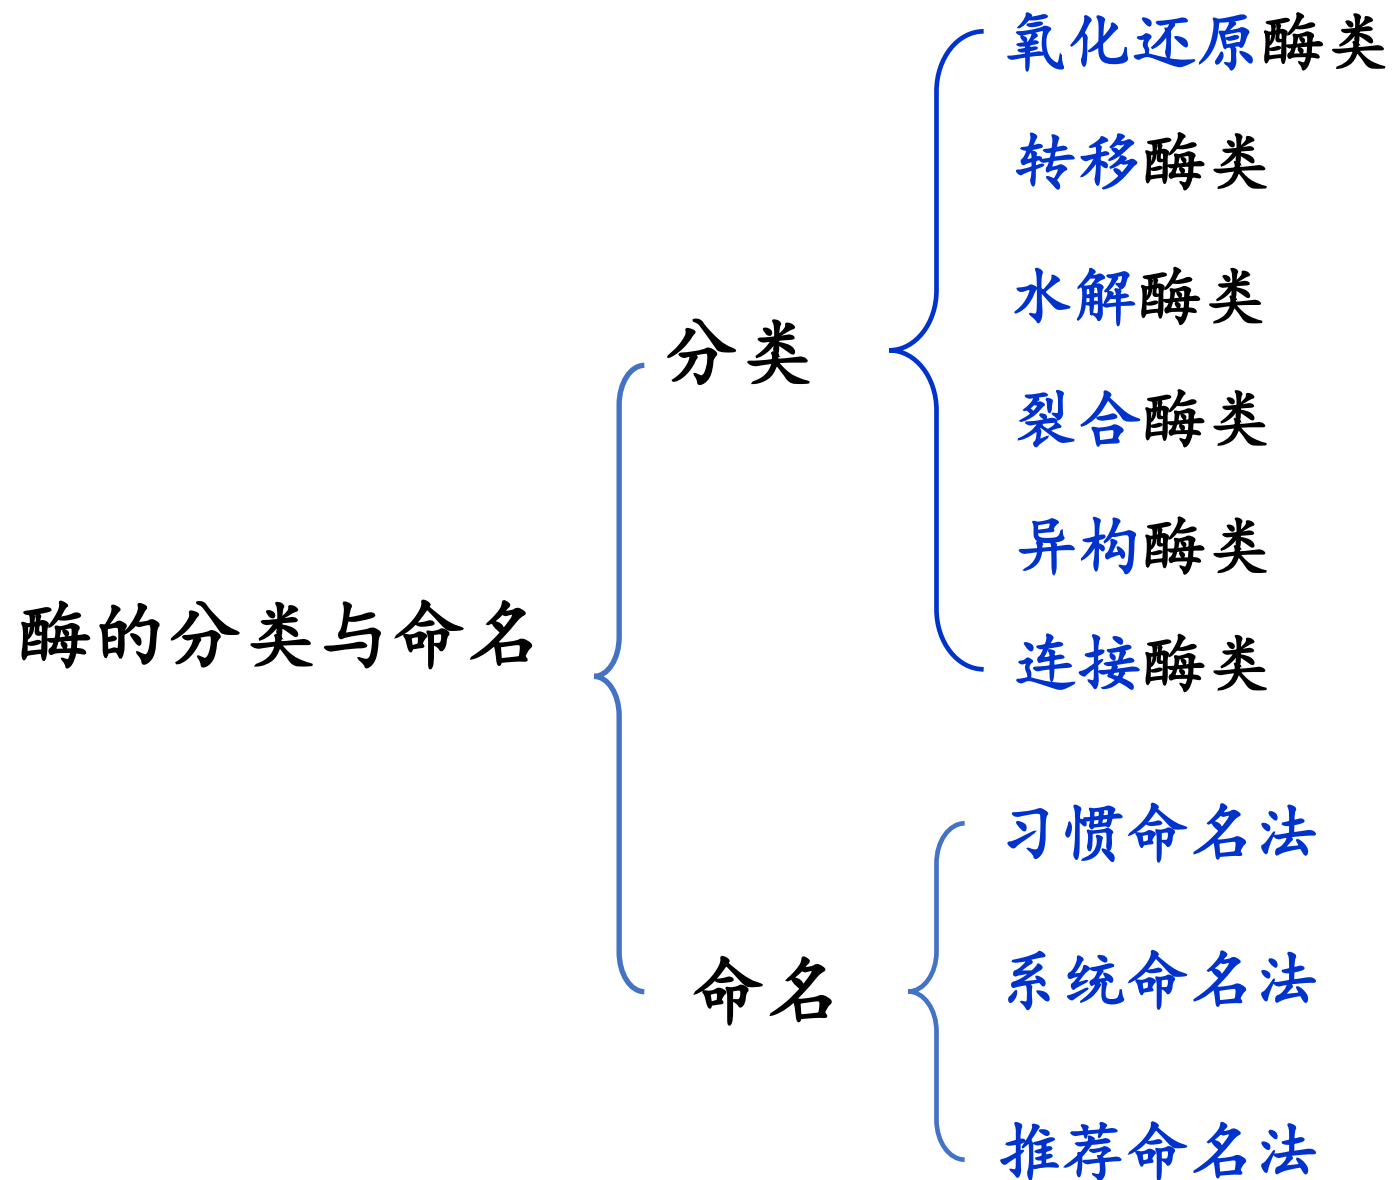 酶的分类与命名
分类
氧化还原酶类
转移酶类
水解酶类
裂合酶类
异构酶类
连接酶类
命名
习惯命名法
系统命名法
推荐命名法